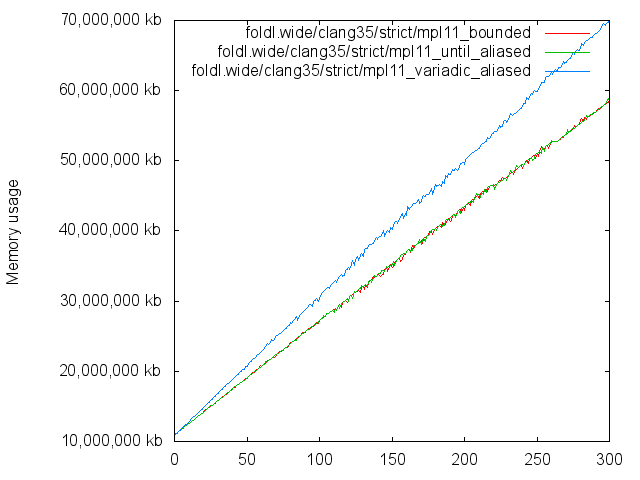 70,000,000 kb
foldl.wide/clang35/strict/mpl11_bounded
foldl.wide/clang35/strict/mpl11_until_aliased
foldl.wide/clang35/strict/mpl11_variadic_aliased
60,000,000 kb
50,000,000 kb
40,000,000 kb
30,000,000 kb
20,000,000 kb
10,000,000 kb
Memory usage
0 50 100 150 200 250 300